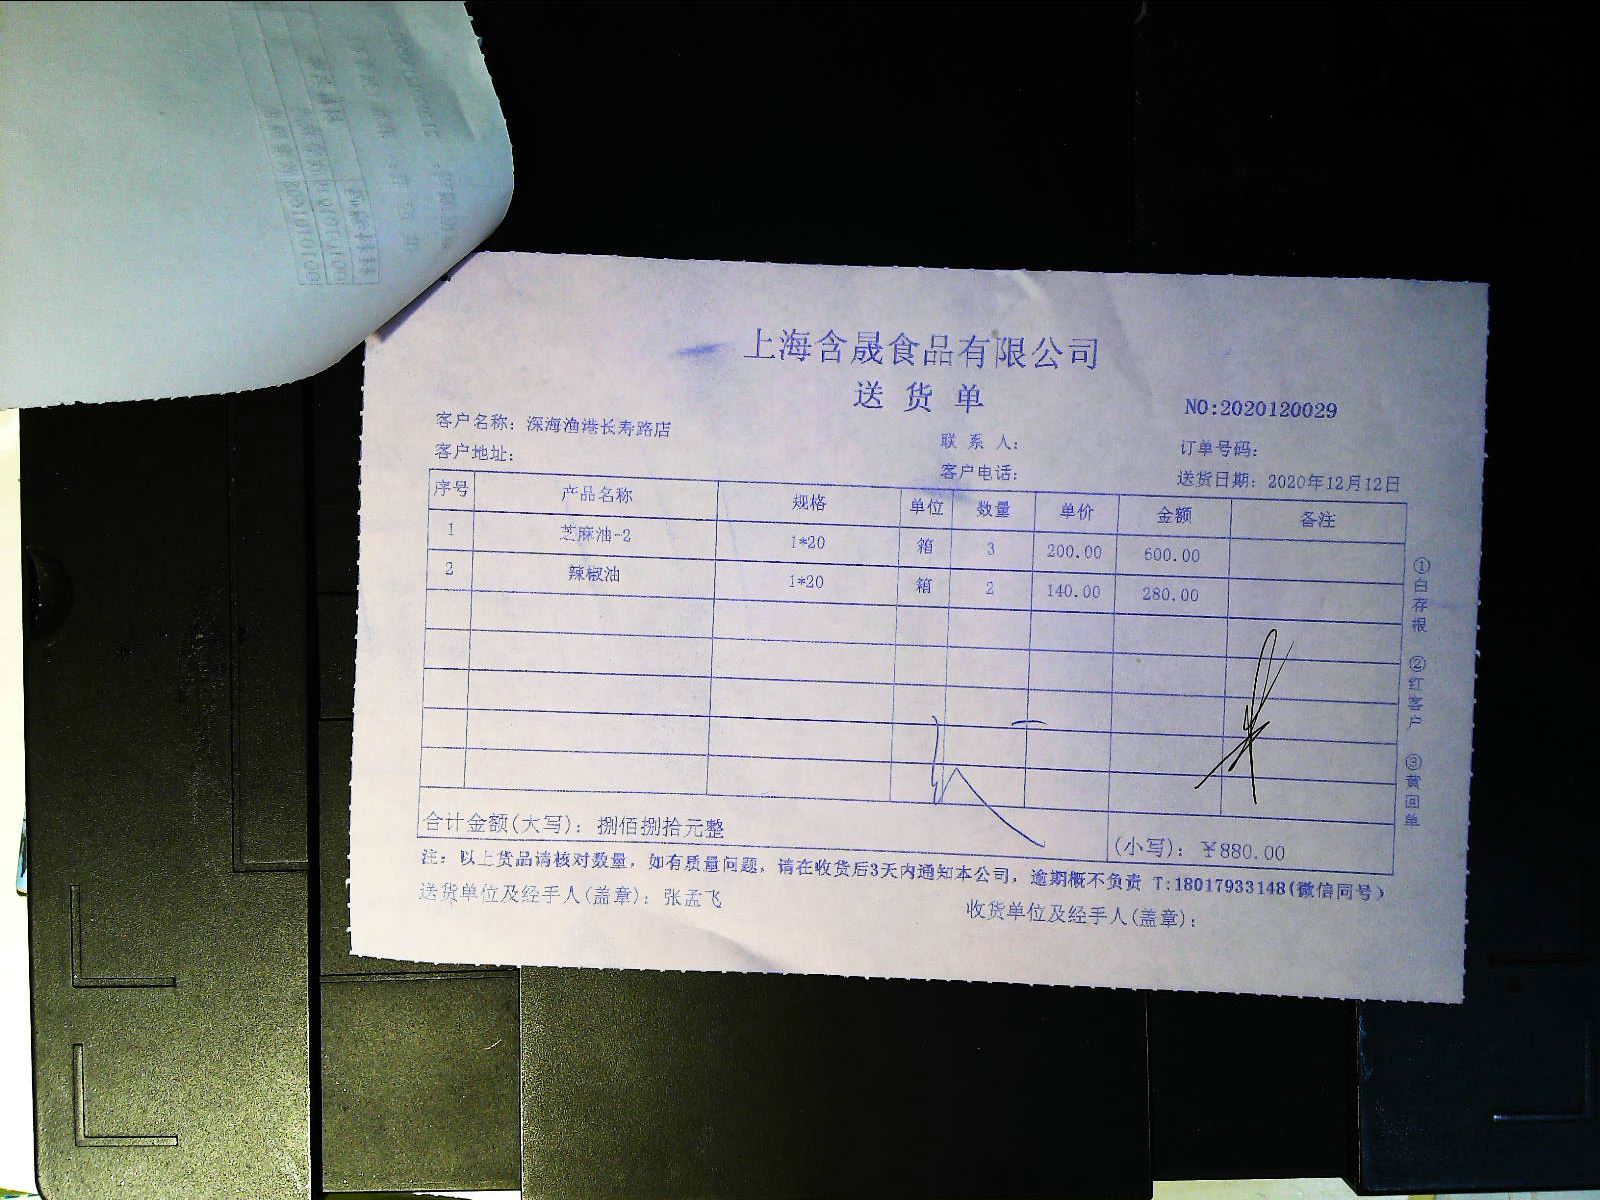 上海含晟食品有限公司
送货单
NO:2020120029
客户名称：深海渔港长寿路店
联系人：
订单号码：
客户地址：
客户电话：
送货日期：2020年12月12日
序号 产品名称 规格 单位 数量 单价 金额 备注
1 芝麻油-2 1*20 箱 3 200.00 600.00
2 辣椒油 1*20 箱 2 140.00 280.00
合计金额(大写)：捌佰捌拾元整
(小写)：￥880.00
注：以上货品请核对数量，如有质量问题，请在收货后3天内通知本公司，逾期概不负责 T:18017933148(微信同号)
送货单位及经手人(盖章)：张孟飞
收货单位及经手人(盖章)：
①白存根 ②红客户 ③黄回单